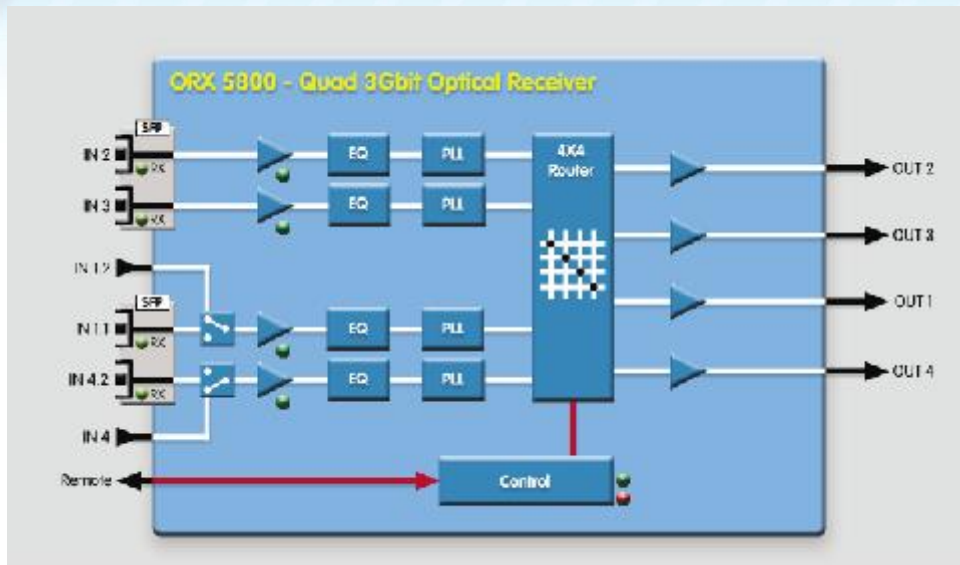 ORX 5800 - Quad 3Gbit Optical Receiver
SFP
IN 2
RX
EQ
PLL
4X4
Router
OUT 2
IN 3
RX
EQ
PLL
OUT 3
IN 1.2
SFP
IN 1.1
RX
EQ
PLL
OUT 1
IN 4.2
RX
EQ
PLL
OUT 4
IN 4
Remote
Control